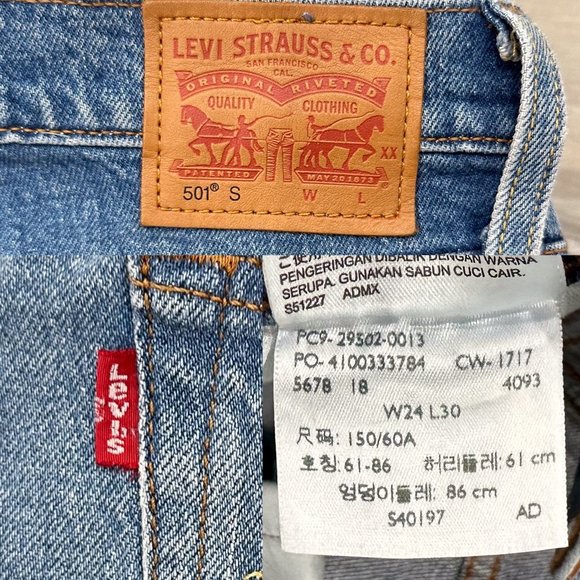 LEVI STRAUSS & CO.
SAN FRANCISCO
CAL.
ORIGINAL RIVETED
QUALITY CLOTHING
XX
PATENTED MAY 20 1873
501® S W L
LEVI'S
PENGERINGAN DIBALIK DENGAN WARNA
SERUPA. GUNAKAN SABUN CUCI CAIR.
S51227 ADMX
PC9-29502-0013
PO-4100333784 CW-1717
5678 18 4093
W24 L30
尺码: 150/60A
호칭: 61-86 허리둘레: 61 cm
엉덩이둘레: 86 cm
S40197 AD